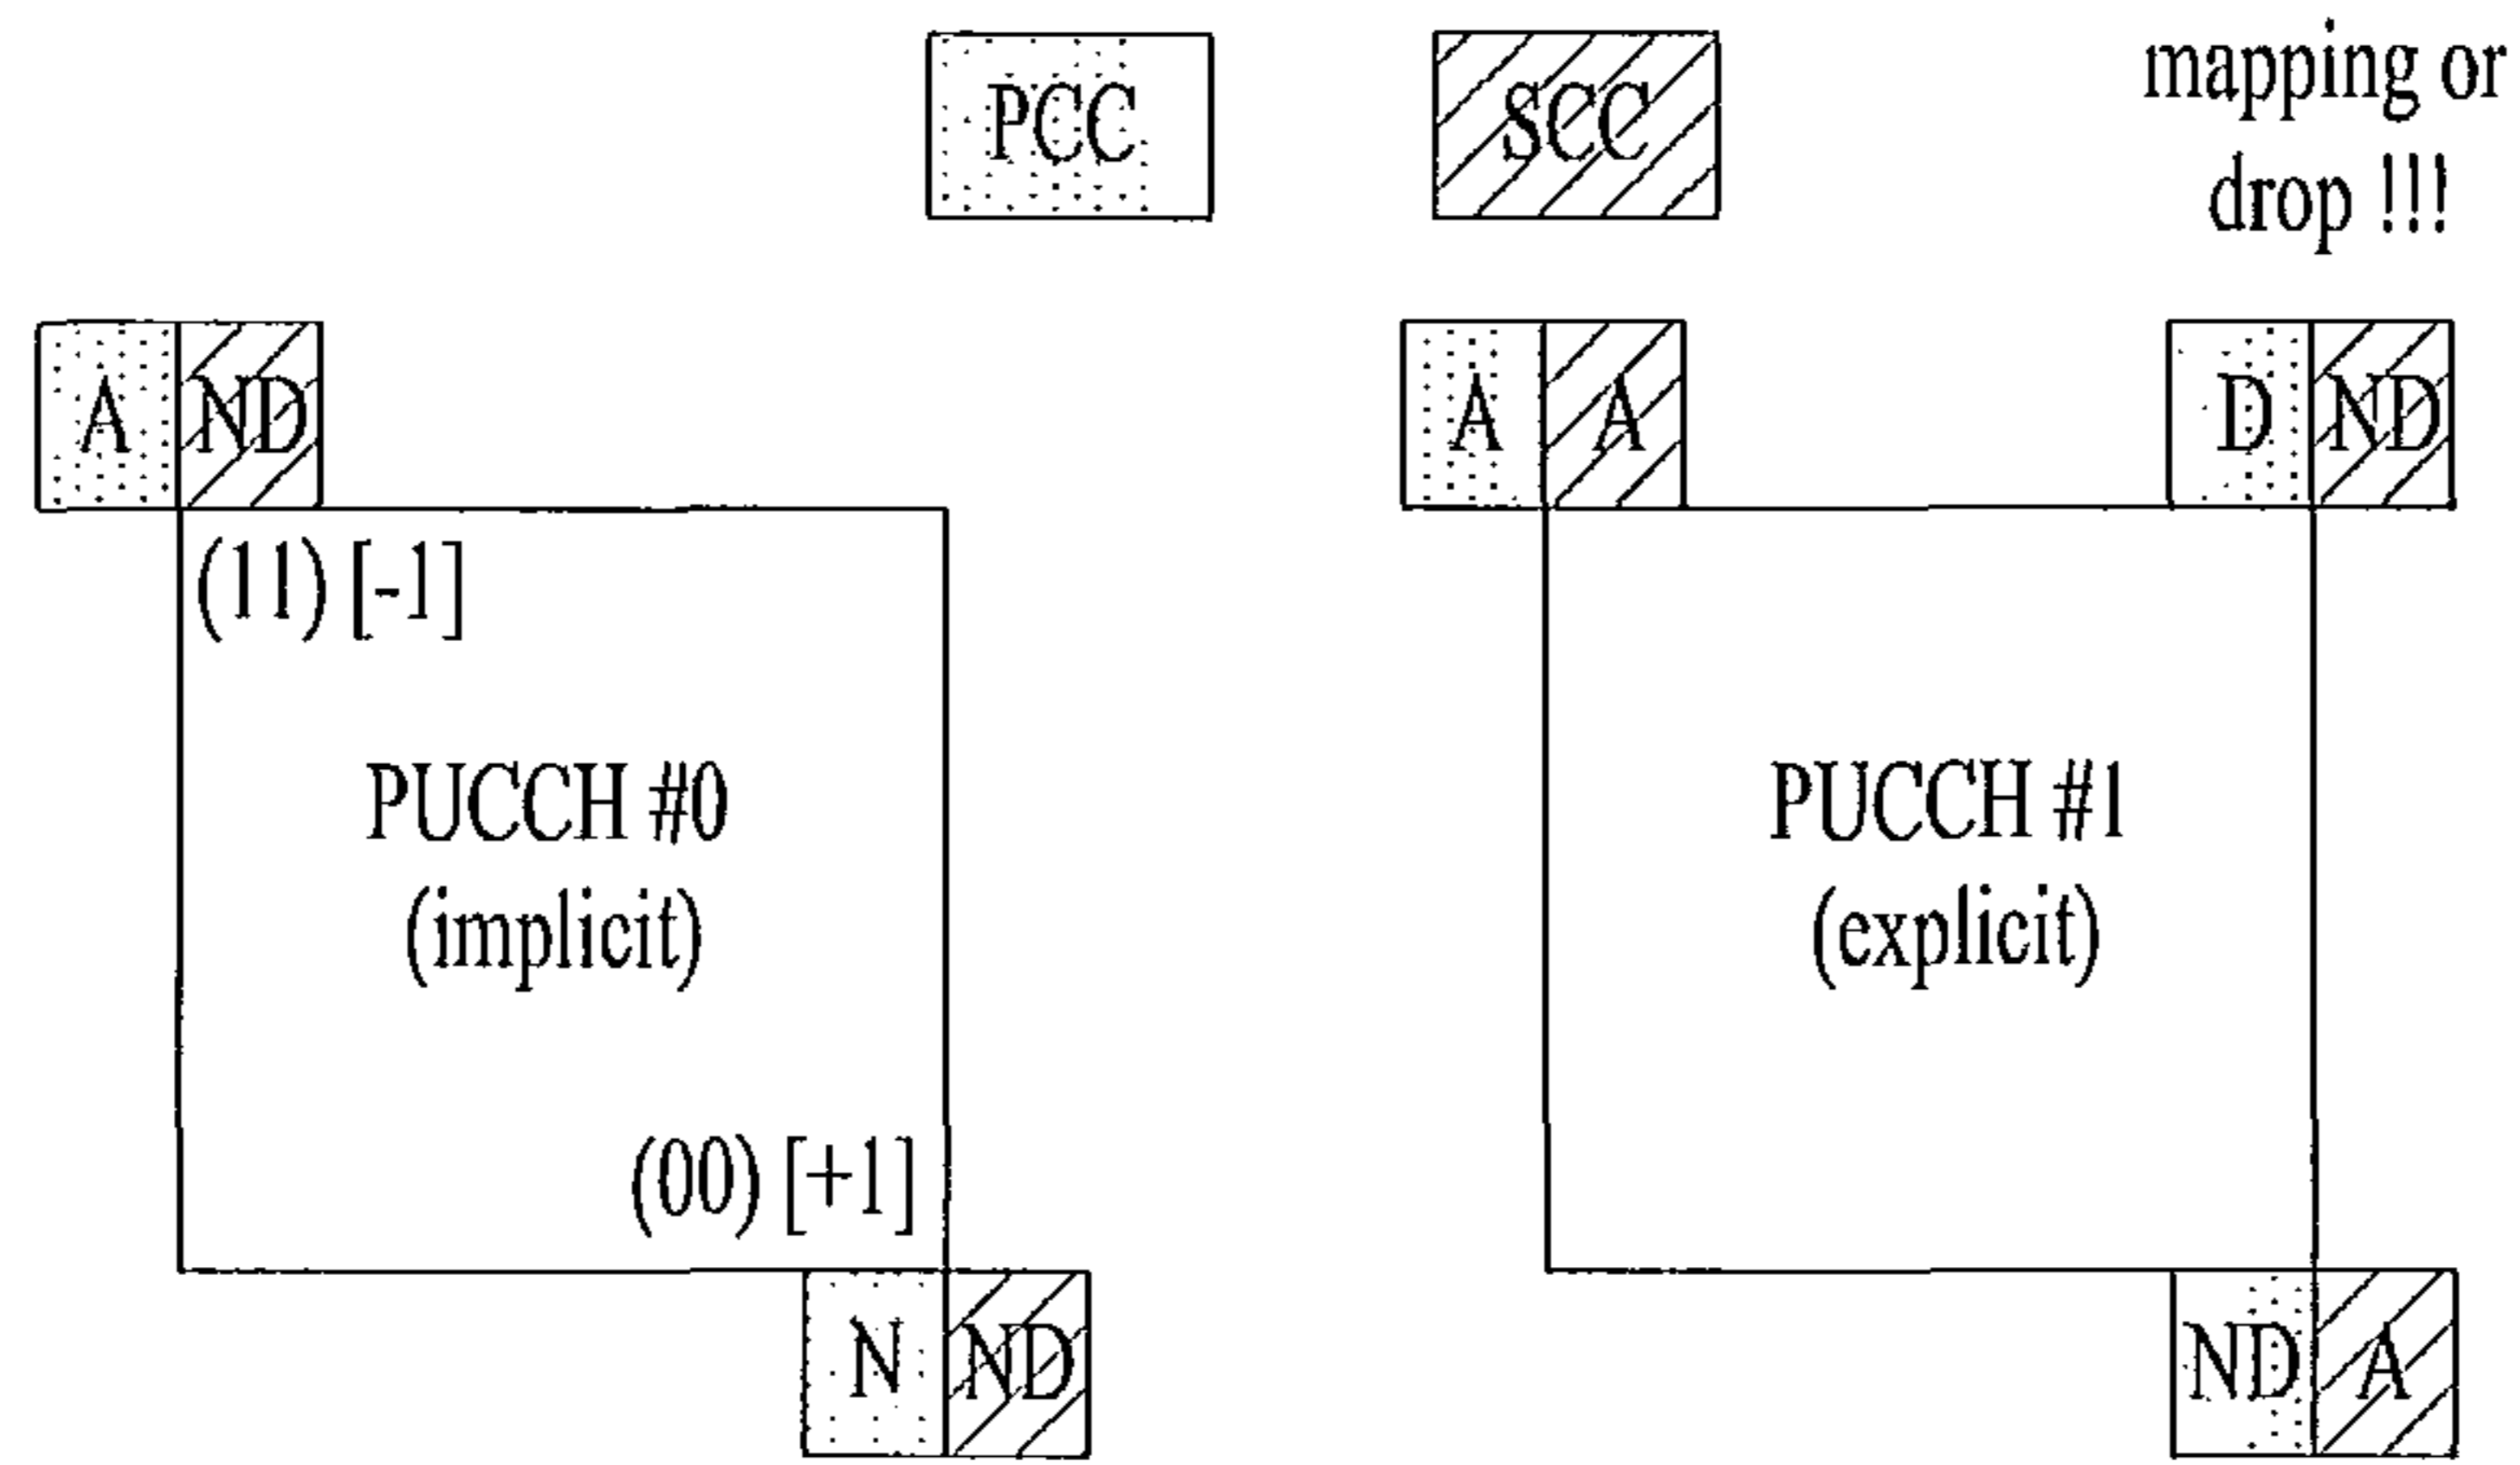 PCC
SCC
mapping or
drop !!!
A ND
A A
D ND
(11) [-1]
PUCCH #0
(implicit)
PUCCH #1
(explicit)
(00) [+1]
N ND
ND A